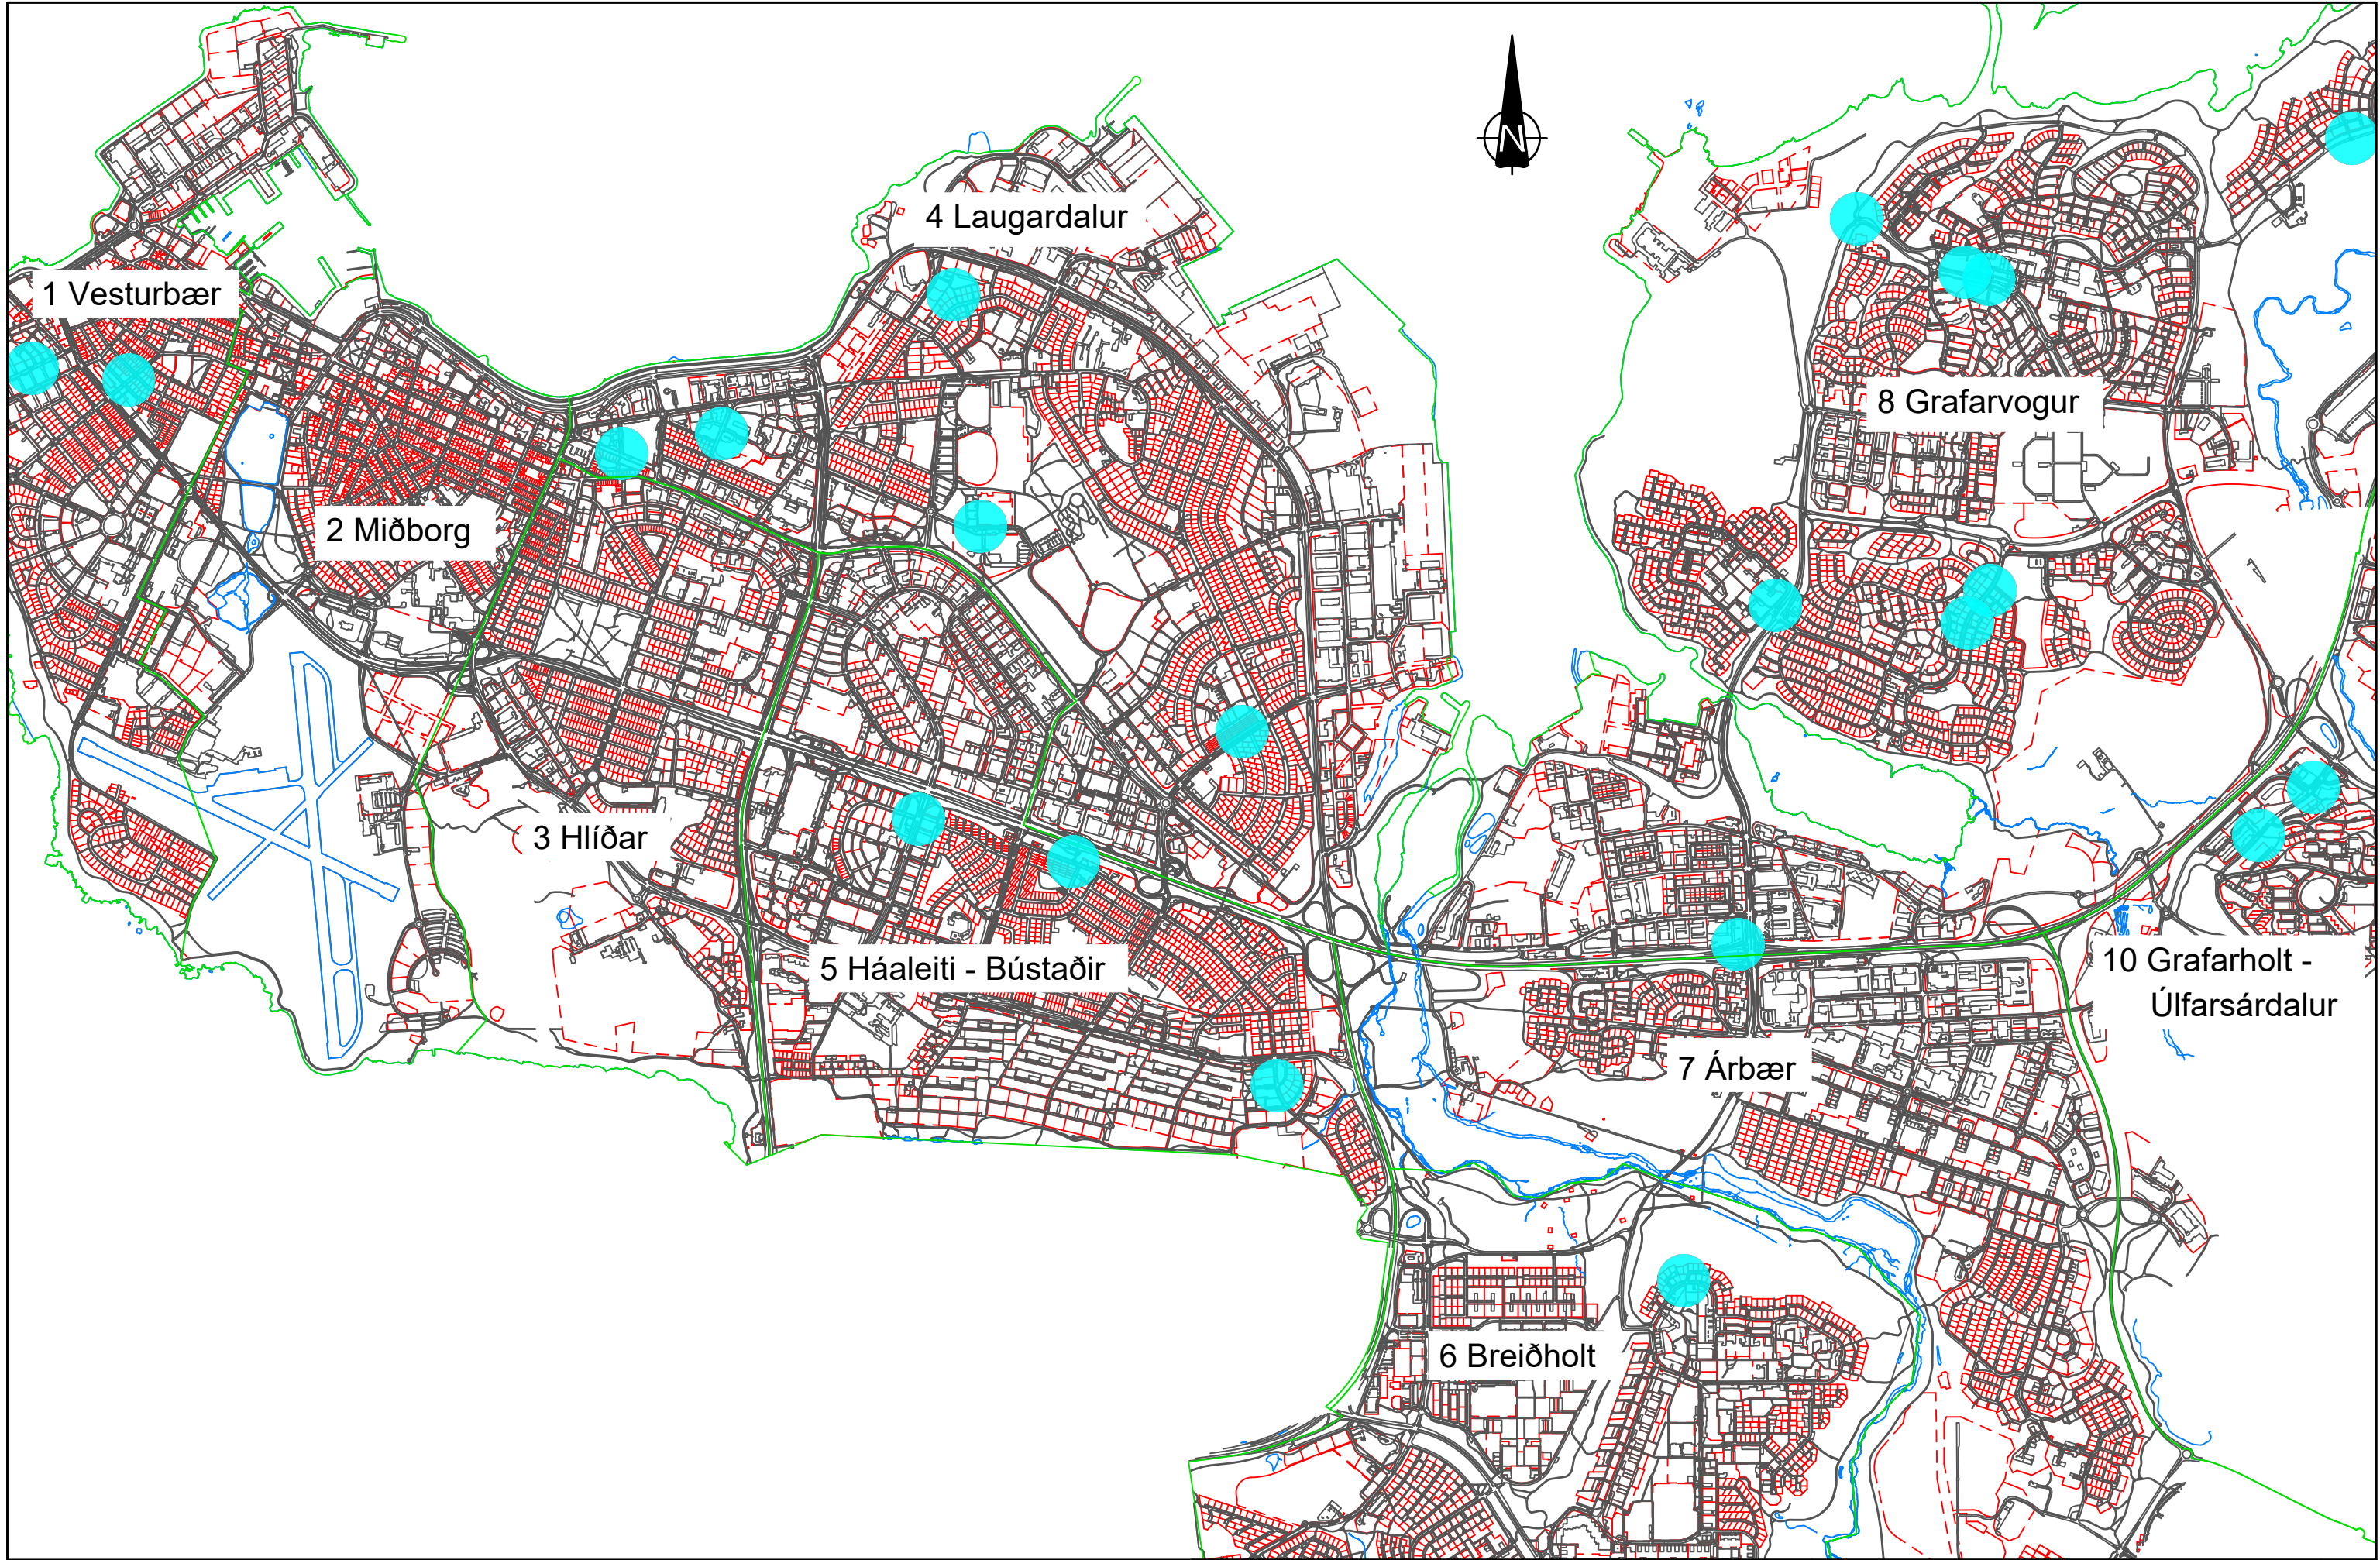 N
4 Laugardalur
1 Vesturbær
8 Grafarvogur
2 Miðborg
3 Hlíðar
5 Háaleiti - Bústaðir
10 Grafarholt -
Úlfarsárdalur
7 Árbær
6 Breiðholt